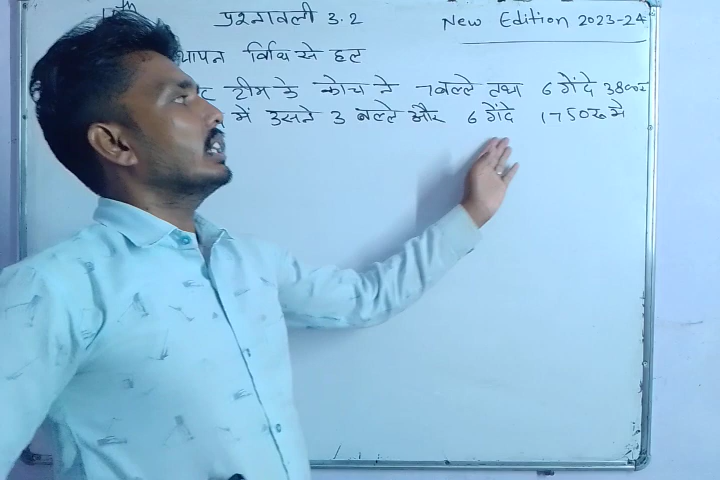 प्रश्नावली 3.2 New Edition 2023-24
विधि से हल
टीम के कोच ने 7 बल्ले तथा 6 गेंदे 3800रु
में उसने 3 बल्ले और 6 गेंदे 1750रु में